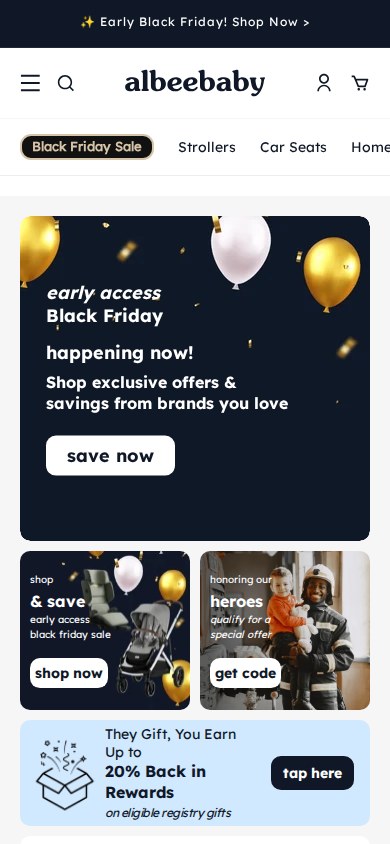 ✨ Early Black Friday! Shop Now >
albeebaby
Black Friday Sale
Strollers
Car Seats
Home
early access
Black Friday
happening now!
Shop exclusive offers &
savings from brands you love
save now
shop
& save
early access
black friday sale
shop now
honoring our
heroes
qualify for a
special offer
get code
They Gift, You Earn
Up to
20% Back in
Rewards
on eligible registry gifts
tap here